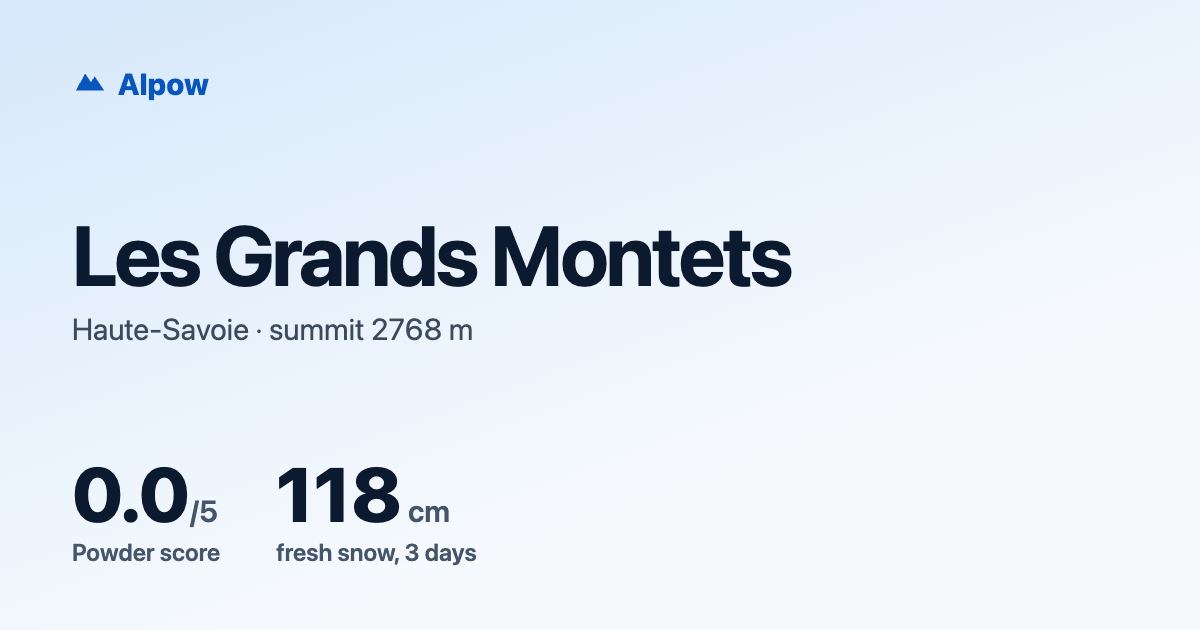 Alpow
Les Grands Montets
Haute-Savoie · summit 2768 m
0.0/5 118 cm
Powder score fresh snow, 3 days